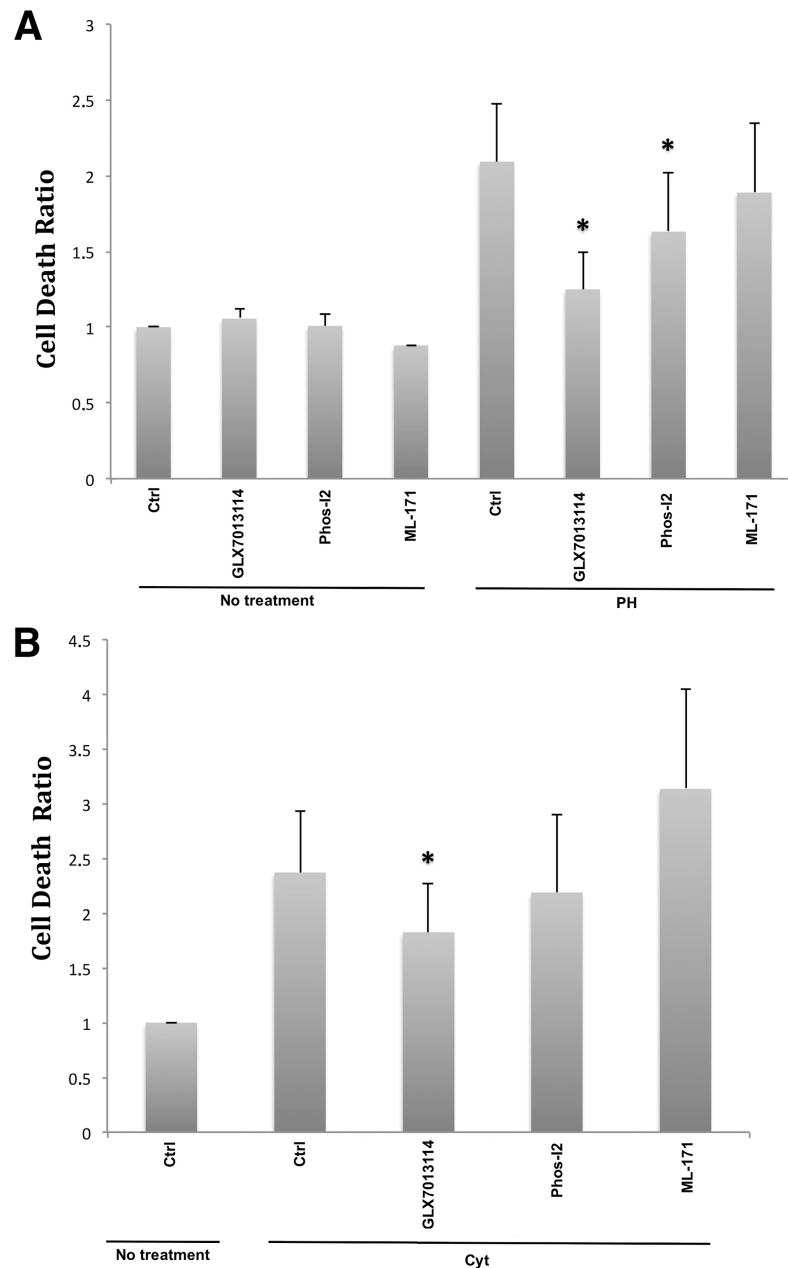 A
3
2.5
2
1.5
1
0.5
0
Cell Death Ratio
*
*
Ctrl
GLX7013114
Phos-I2
ML-171
Ctrl
GLX7013114
Phos-I2
ML-171
No treatment
PH
B
4.5
4
3.5
3
2.5
2
1.5
1
0.5
0
Cell Death Ratio
*
Ctrl
Ctrl
GLX7013114
Phos-I2
ML-171
No treatment
Cyt